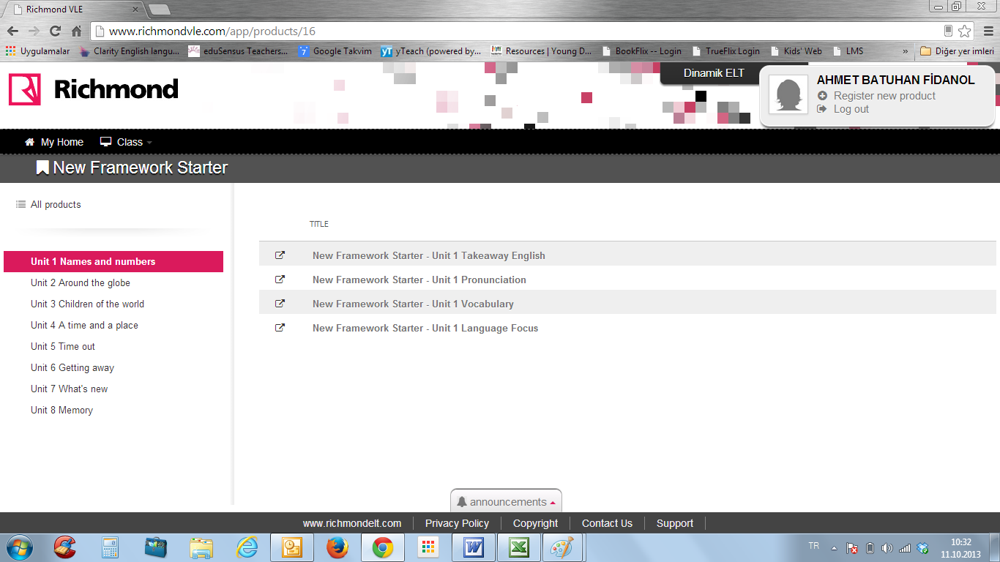 Richmond VLE
www.richmondvle.com/app/products/16
Uygulamalar Clarity English langu... eduSensus Teachers... Google Takvim yTeach (powered by... Resources | Young D... BookFlix -- Login TrueFlix Login Kids' Web LMS » Diğer yer imleri
Richmond
Dinamik ELT
AHMET BATUHAN FİDANOL
Register new product
Log out
My Home Class
New Framework Starter
All products
Unit 1 Names and numbers
Unit 2 Around the globe
Unit 3 Children of the world
Unit 4 A time and a place
Unit 5 Time out
Unit 6 Getting away
Unit 7 What's new
Unit 8 Memory
TITLE
New Framework Starter - Unit 1 Takeaway English
New Framework Starter - Unit 1 Pronunciation
New Framework Starter - Unit 1 Vocabulary
New Framework Starter - Unit 1 Language Focus
announcements
www.richmondelt.com Privacy Policy Copyright Contact Us Support
TR
10:32
11.10.2013